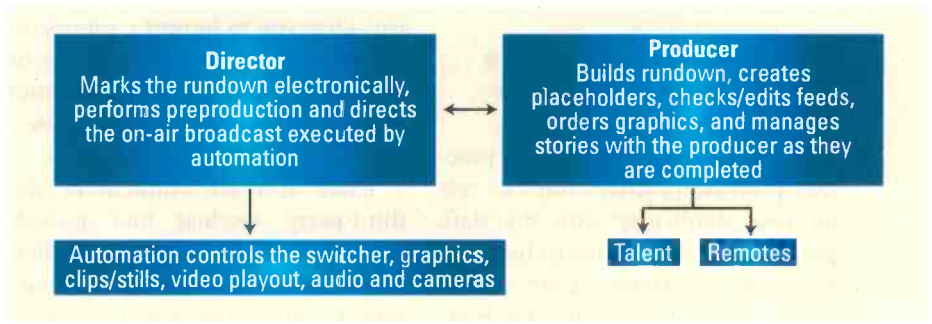 Director
Marks the rundown electronically,
performs preproduction and directs
the on-air broadcast executed by
automation
Producer
Builds rundown, creates
placeholders, checks/edits feeds,
orders graphics, and manages
stories with the producer as they
are completed
Automation controls the switcher, graphics,
clips/stills, video playout, audio and cameras
Talent
Remotes